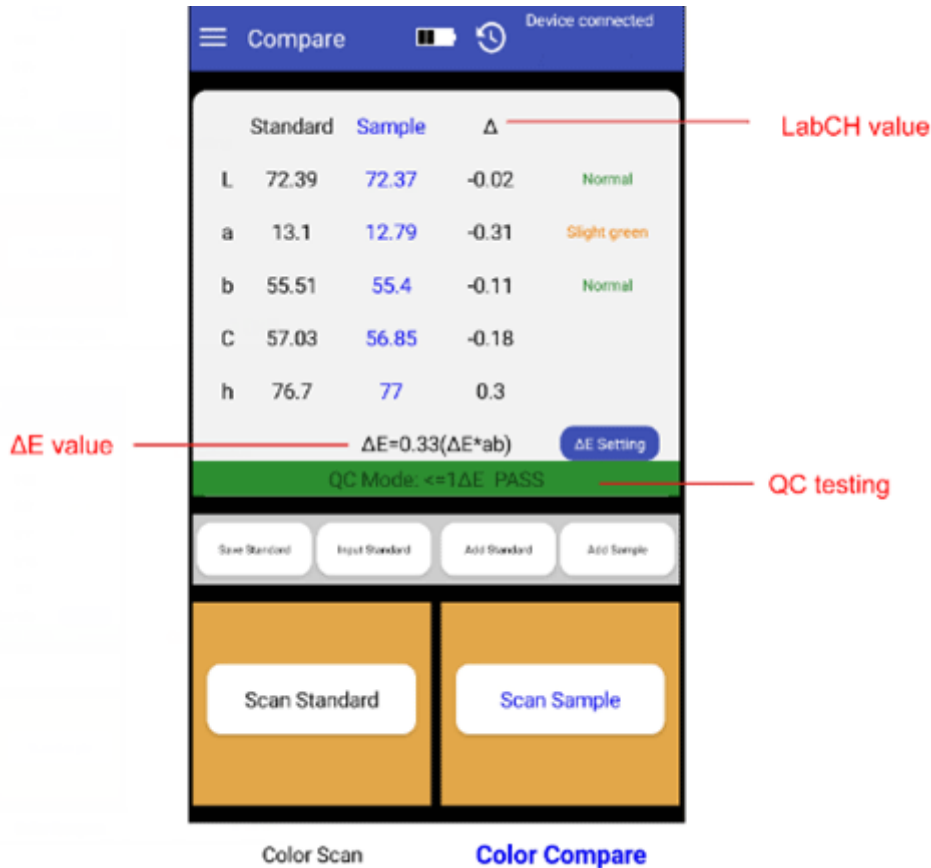 Device connected
Compare
Standard Sample Δ
LabCH value
L 72.39 72.37 -0.02 Normal
a 13.1 12.79 -0.31 Slight green
b 55.51 55.4 -0.11 Normal
C 57.03 56.85 -0.18
h 76.7 77 0.3
ΔE value
ΔE=0.33(ΔE*ab) ΔE Setting
QC Mode: <=1ΔE PASS
QC testing
Save Standard Input Standard Add Standard Add Sample
Scan Standard Scan Sample
Color Scan Color Compare